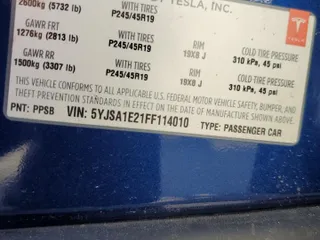 2600kg (5732 lb)
TESLA, INC.
GAWR FRT WITH TIRES RIM COLD TIRE PRESSURE
1276kg (2813 lb) P245/45R19 19X8 J 310 kPa, 45 psi
GAWR RR WITH TIRES RIM COLD TIRE PRESSURE
1500kg (3307 lb) P245/45R19 19X8 J 310 kPa, 45 psi
THIS VEHICLE CONFORMS TO ALL APPLICABLE U.S. FEDERAL MOTOR VEHICLE SAFETY, BUMPER, AND
THEFT PREVENTION STANDARDS IN EFFECT ON THE DATE OF MANUFACTURE SHOWN ABOVE.
PNT: PPSB VIN: 5YJSA1E21FF114010 TYPE: PASSENGER CAR
TESLA